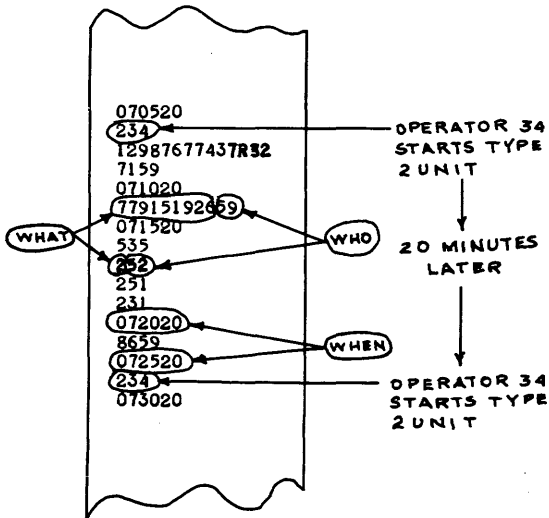 070520
234
12987677437R32
7159
071020
77915192659
071520
535
252
251
231
072020
8659
072520
234
073020
WHAT
WHO
WHEN
OPERATOR 34
STARTS TYPE
2 UNIT
20 MINUTES
LATER
OPERATOR 34
STARTS TYPE
2 UNIT